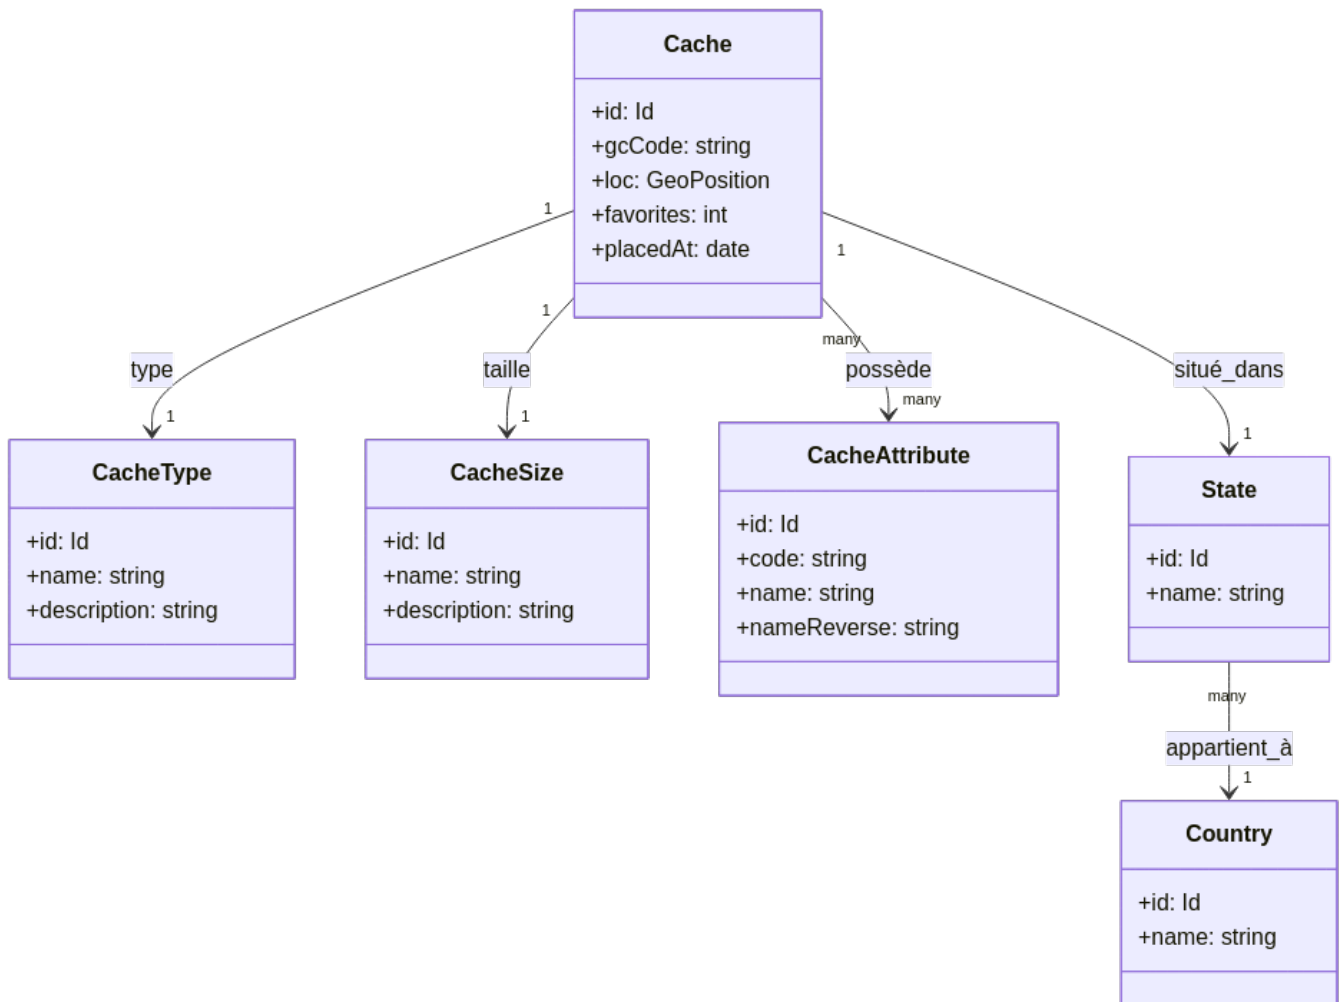 Cache
+id: Id
+gcCode: string
+loc: GeoPosition
+favorites: int
+placedAt: date
1
1
1
many
type
taille
possède
situé_dans
1
1
many
1
CacheType
+id: Id
+name: string
+description: string
CacheSize
+id: Id
+name: string
+description: string
CacheAttribute
+id: Id
+code: string
+name: string
+nameReverse: string
State
+id: Id
+name: string
many
appartient_à
1
Country
+id: Id
+name: string